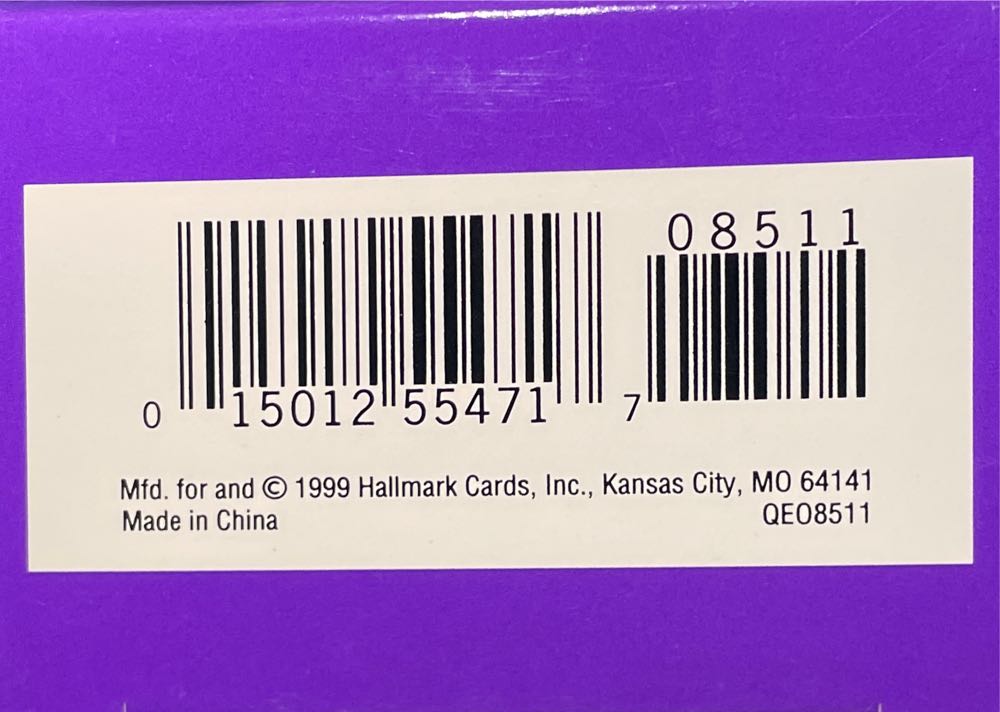 08511
0 15012 55471 7
Mfd. for and © 1999 Hallmark Cards, Inc., Kansas City, MO 64141
Made in China QEO8511